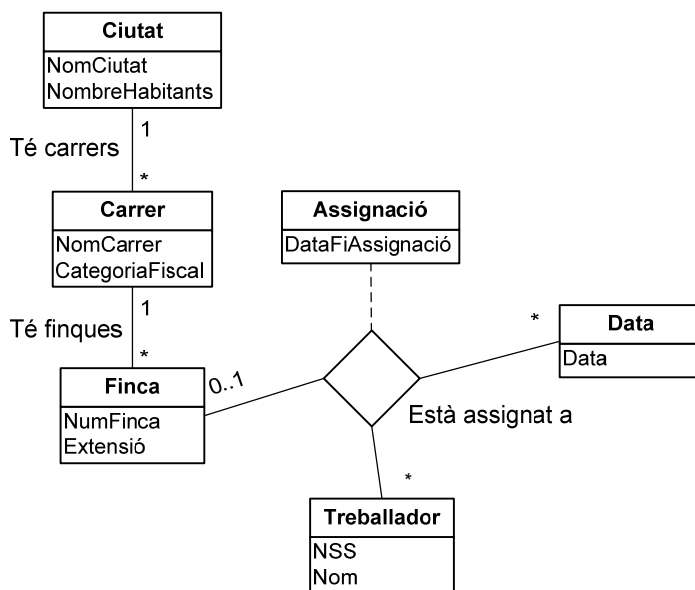 Ciutat
NomCiutat
NombreHabitants
1
Té carrers
*
Carrer
NomCarrer
CategoriaFiscal
1
Té finques
*
Finca
NumFinca
Extensió
0..1
Assignació
DataFiAssignació
*
Data
Data
Està assignat a
*
Treballador
NSS
Nom